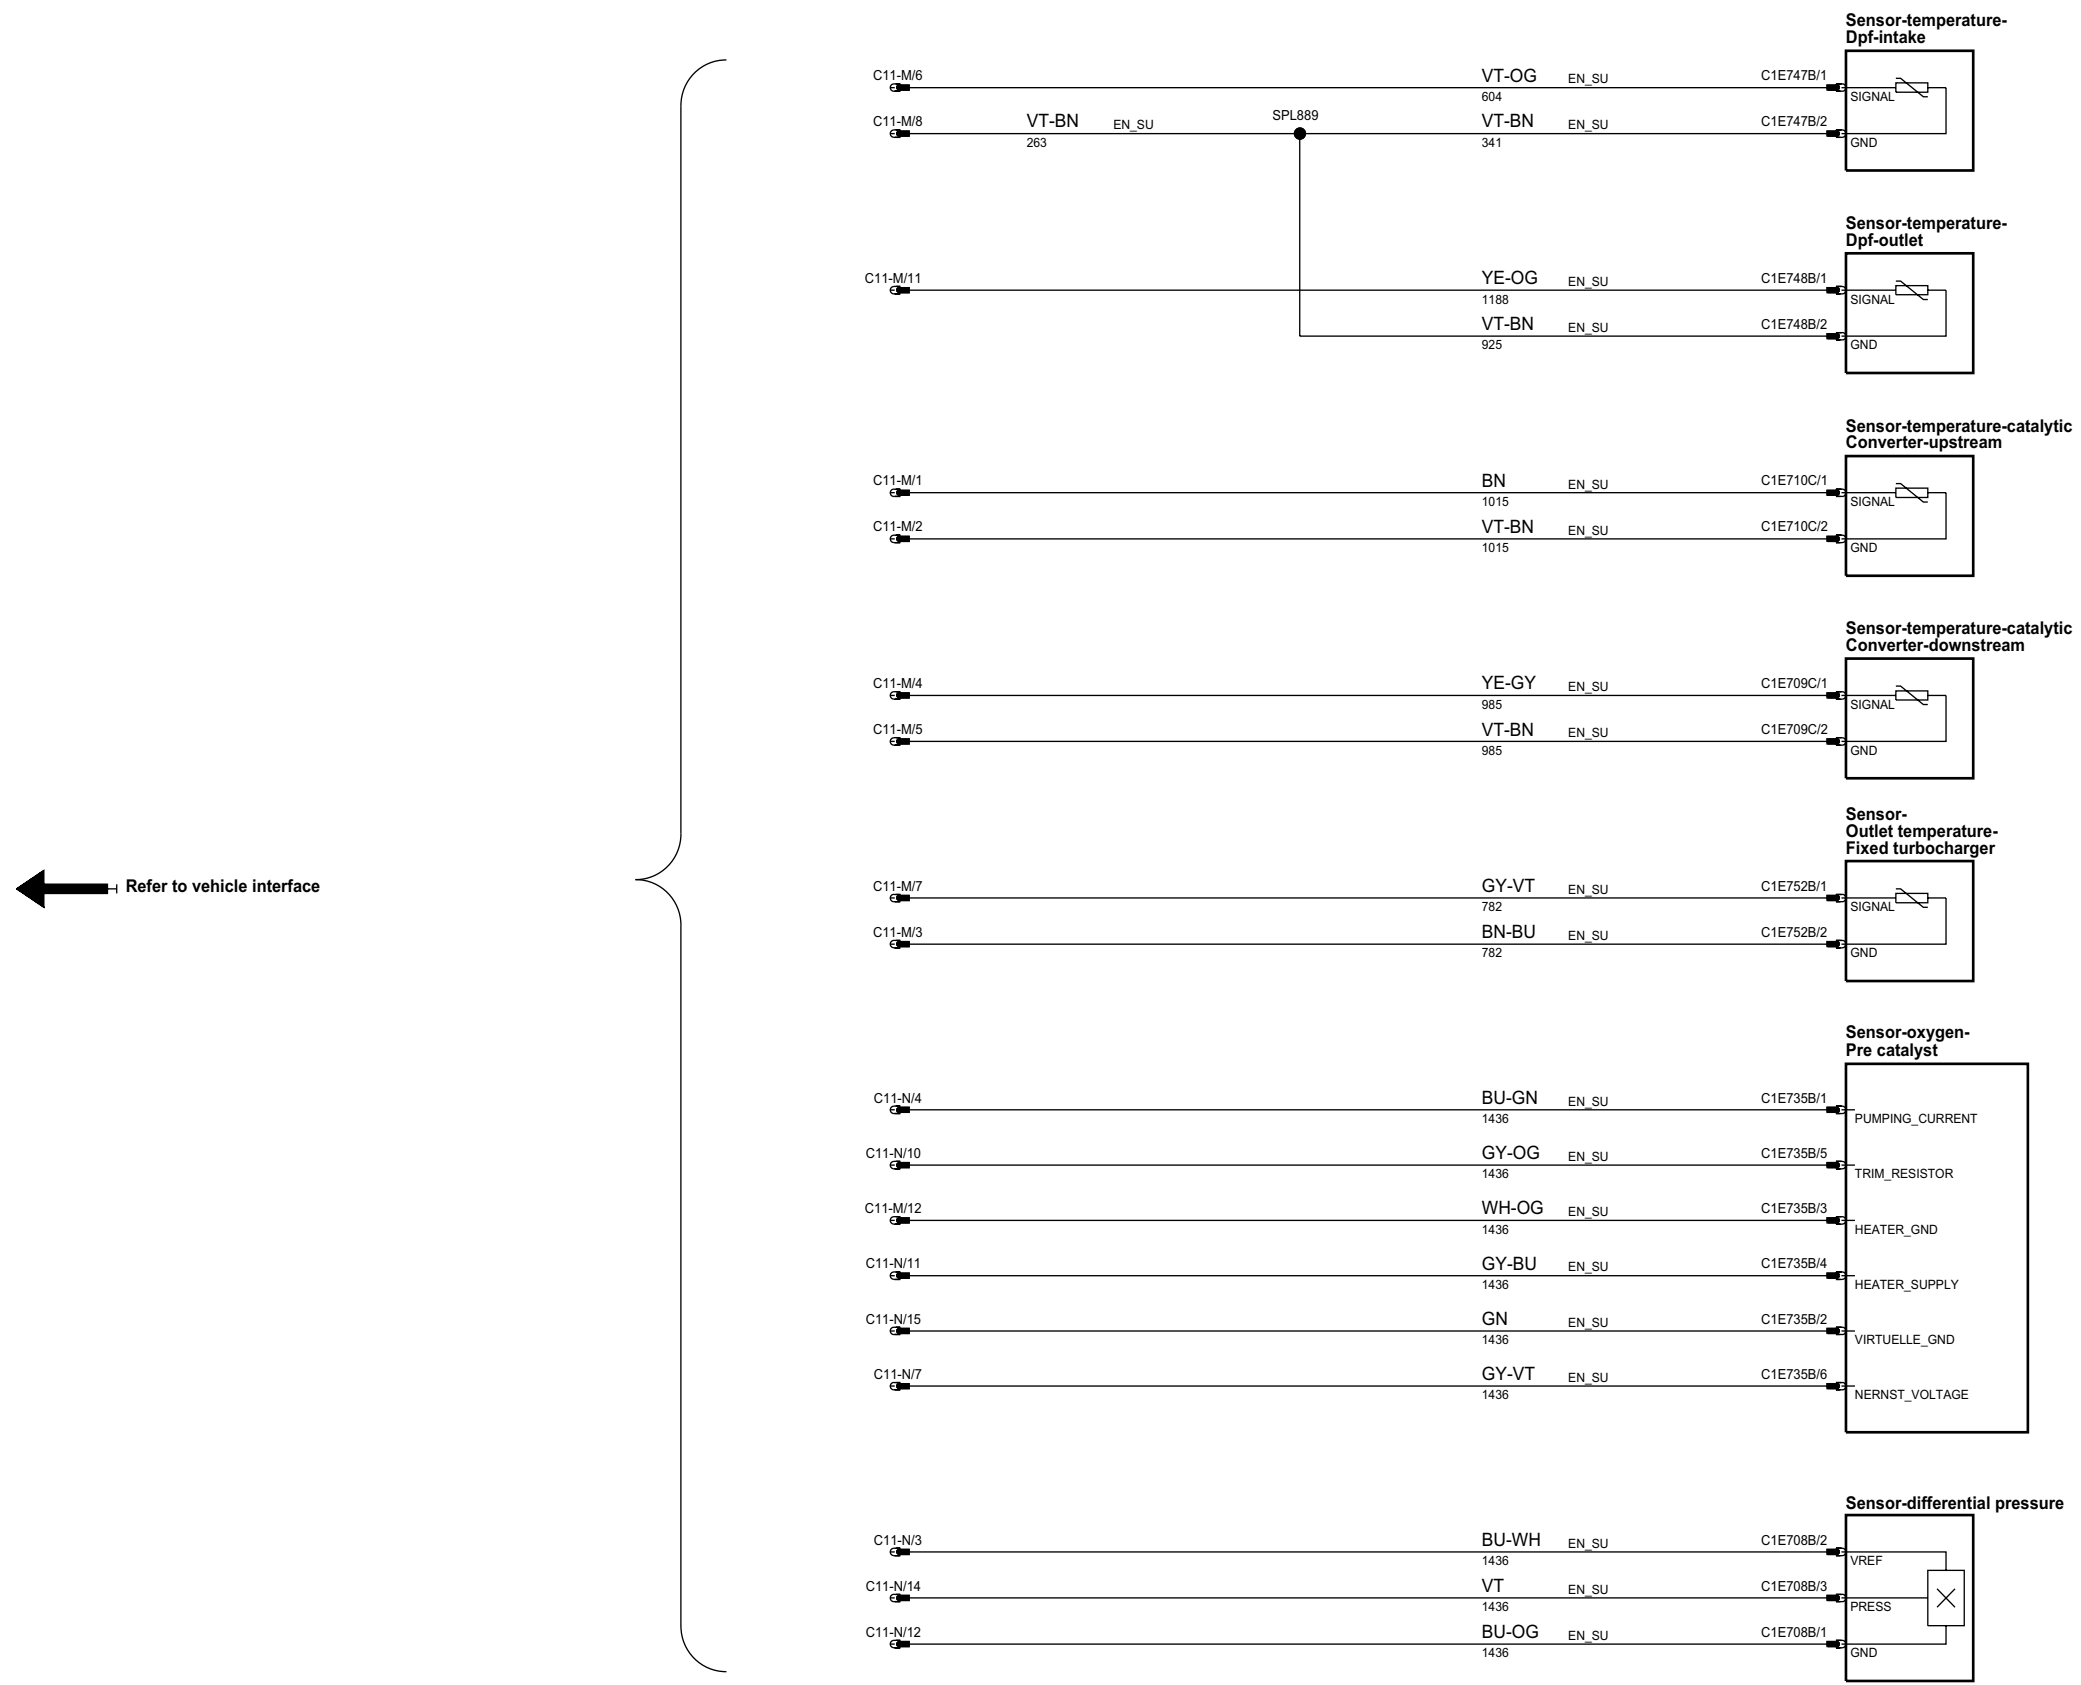 Sensor-temperature-
Dpf-intake
C11-M/6 VT-OG EN_SU C1E747B/1
604 SIGNAL
C11-M/8 VT-BN EN_SU SPL889 VT-BN EN_SU C1E747B/2
263 341 GND
Sensor-temperature-
Dpf-outlet
C11-M/11 YE-OG EN_SU C1E748B/1
1188 SIGNAL
VT-BN EN_SU C1E748B/2
925 GND
Sensor-temperature-catalytic
Converter-upstream
C11-M/1 BN EN_SU C1E710C/1
1015 SIGNAL
C11-M/2 VT-BN EN_SU C1E710C/2
1015 GND
Sensor-temperature-catalytic
Converter-downstream
C11-M/4 YE-GY EN_SU C1E709C/1
985 SIGNAL
C11-M/5 VT-BN EN_SU C1E709C/2
985 GND
Sensor-
Outlet temperature-
Fixed turbocharger
Refer to vehicle interface
C11-M/7 GY-VT EN_SU C1E752B/1
782 SIGNAL
C11-M/3 BN-BU EN_SU C1E752B/2
782 GND
Sensor-oxygen-
Pre catalyst
C11-N/4 BU-GN EN_SU C1E735B/1
1436 PUMPING_CURRENT
C11-N/10 GY-OG EN_SU C1E735B/5
1436 TRIM_RESISTOR
C11-M/12 WH-OG EN_SU C1E735B/3
1436 HEATER_GND
C11-N/11 GY-BU EN_SU C1E735B/4
1436 HEATER_SUPPLY
C11-N/15 GN EN_SU C1E735B/2
1436 VIRTUELLE_GND
C11-N/7 GY-VT EN_SU C1E735B/6
1436 NERNST_VOLTAGE
Sensor-differential pressure
C11-N/3 BU-WH EN_SU C1E708B/2
1436 VREF
C11-N/14 VT EN_SU C1E708B/3
1436 PRESS
C11-N/12 BU-OG EN_SU C1E708B/1
1436 GND